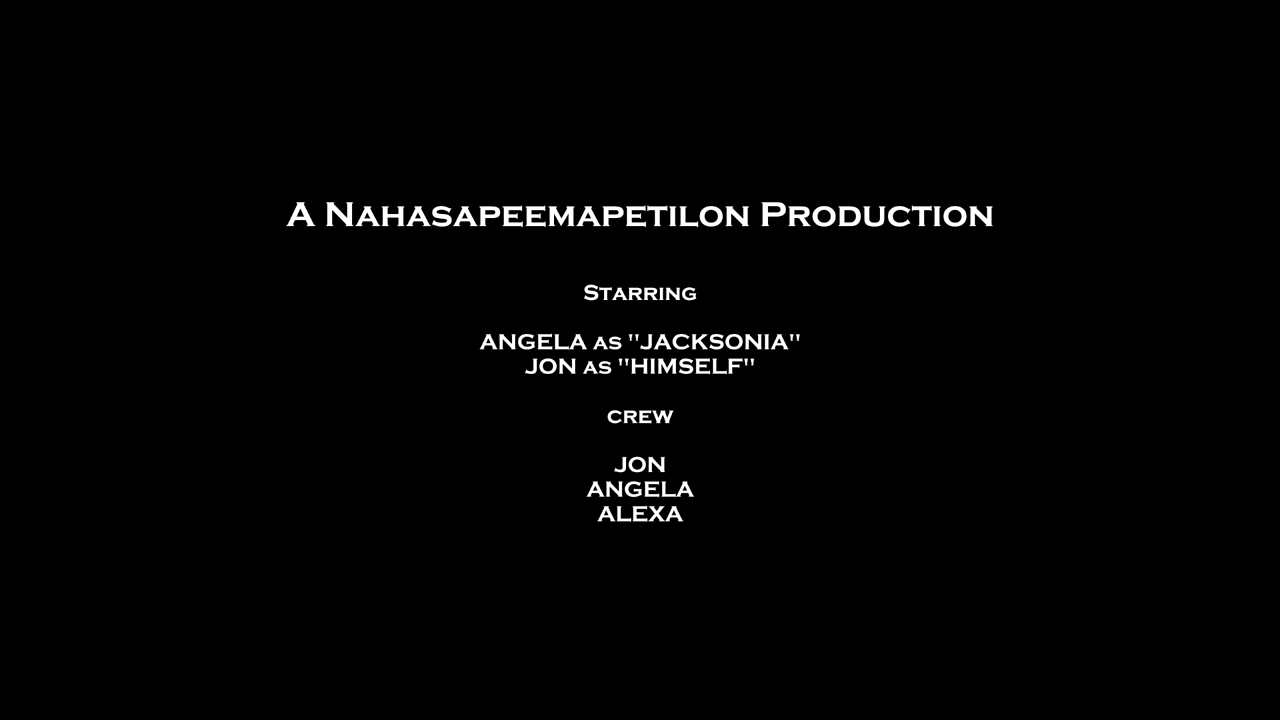 A Nahasapeemapetilon Production
Starring
ANGELA as "JACKSONIA"
JON as "HIMSELF"
crew
JON
ANGELA
ALEXA